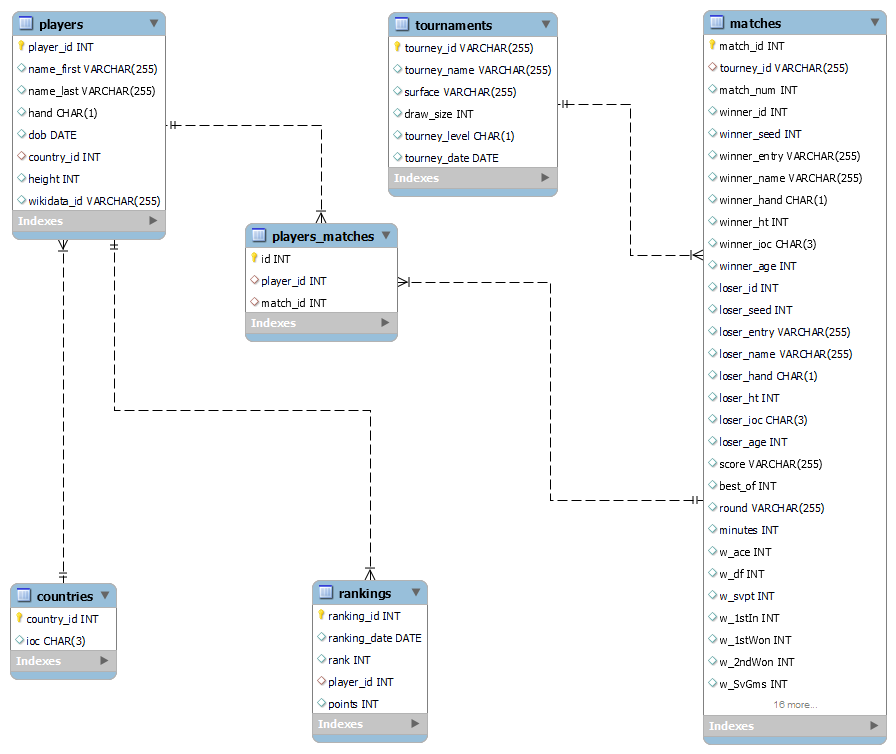 players
player_id INT
name_first VARCHAR(255)
name_last VARCHAR(255)
hand CHAR(1)
dob DATE
country_id INT
height INT
wikidata_id VARCHAR(255)
Indexes
tournaments
tourney_id VARCHAR(255)
tourney_name VARCHAR(255)
surface VARCHAR(255)
draw_size INT
tourney_level CHAR(1)
tourney_date DATE
Indexes
matches
match_id INT
tourney_id VARCHAR(255)
match_num INT
winner_id INT
winner_seed INT
winner_entry VARCHAR(255)
winner_name VARCHAR(255)
winner_hand CHAR(1)
winner_ht INT
winner_ioc CHAR(3)
winner_age INT
loser_id INT
loser_seed INT
loser_entry VARCHAR(255)
loser_name VARCHAR(255)
loser_hand CHAR(1)
loser_ht INT
loser_ioc CHAR(3)
loser_age INT
score VARCHAR(255)
best_of INT
round VARCHAR(255)
minutes INT
w_ace INT
w_df INT
w_svpt INT
w_1stIn INT
w_1stWon INT
w_2ndWon INT
w_SvGms INT
16 more...
Indexes
players_matches
id INT
player_id INT
match_id INT
Indexes
countries
country_id INT
ioc CHAR(3)
Indexes
rankings
ranking_id INT
ranking_date DATE
rank INT
player_id INT
points INT
Indexes